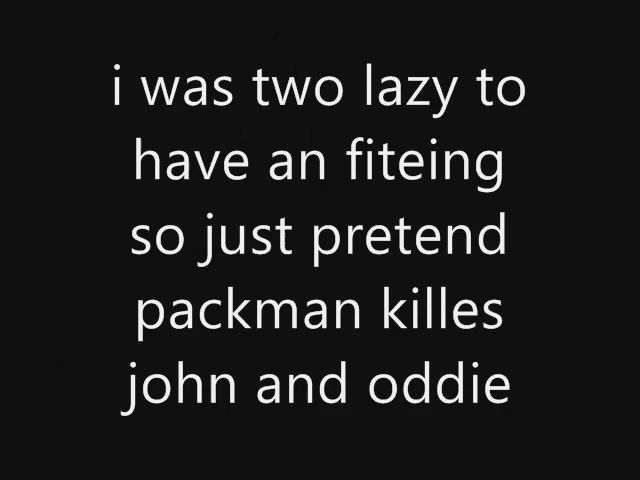 i was two lazy to
have an fiteing
so just pretend
packman killes
john and oddie